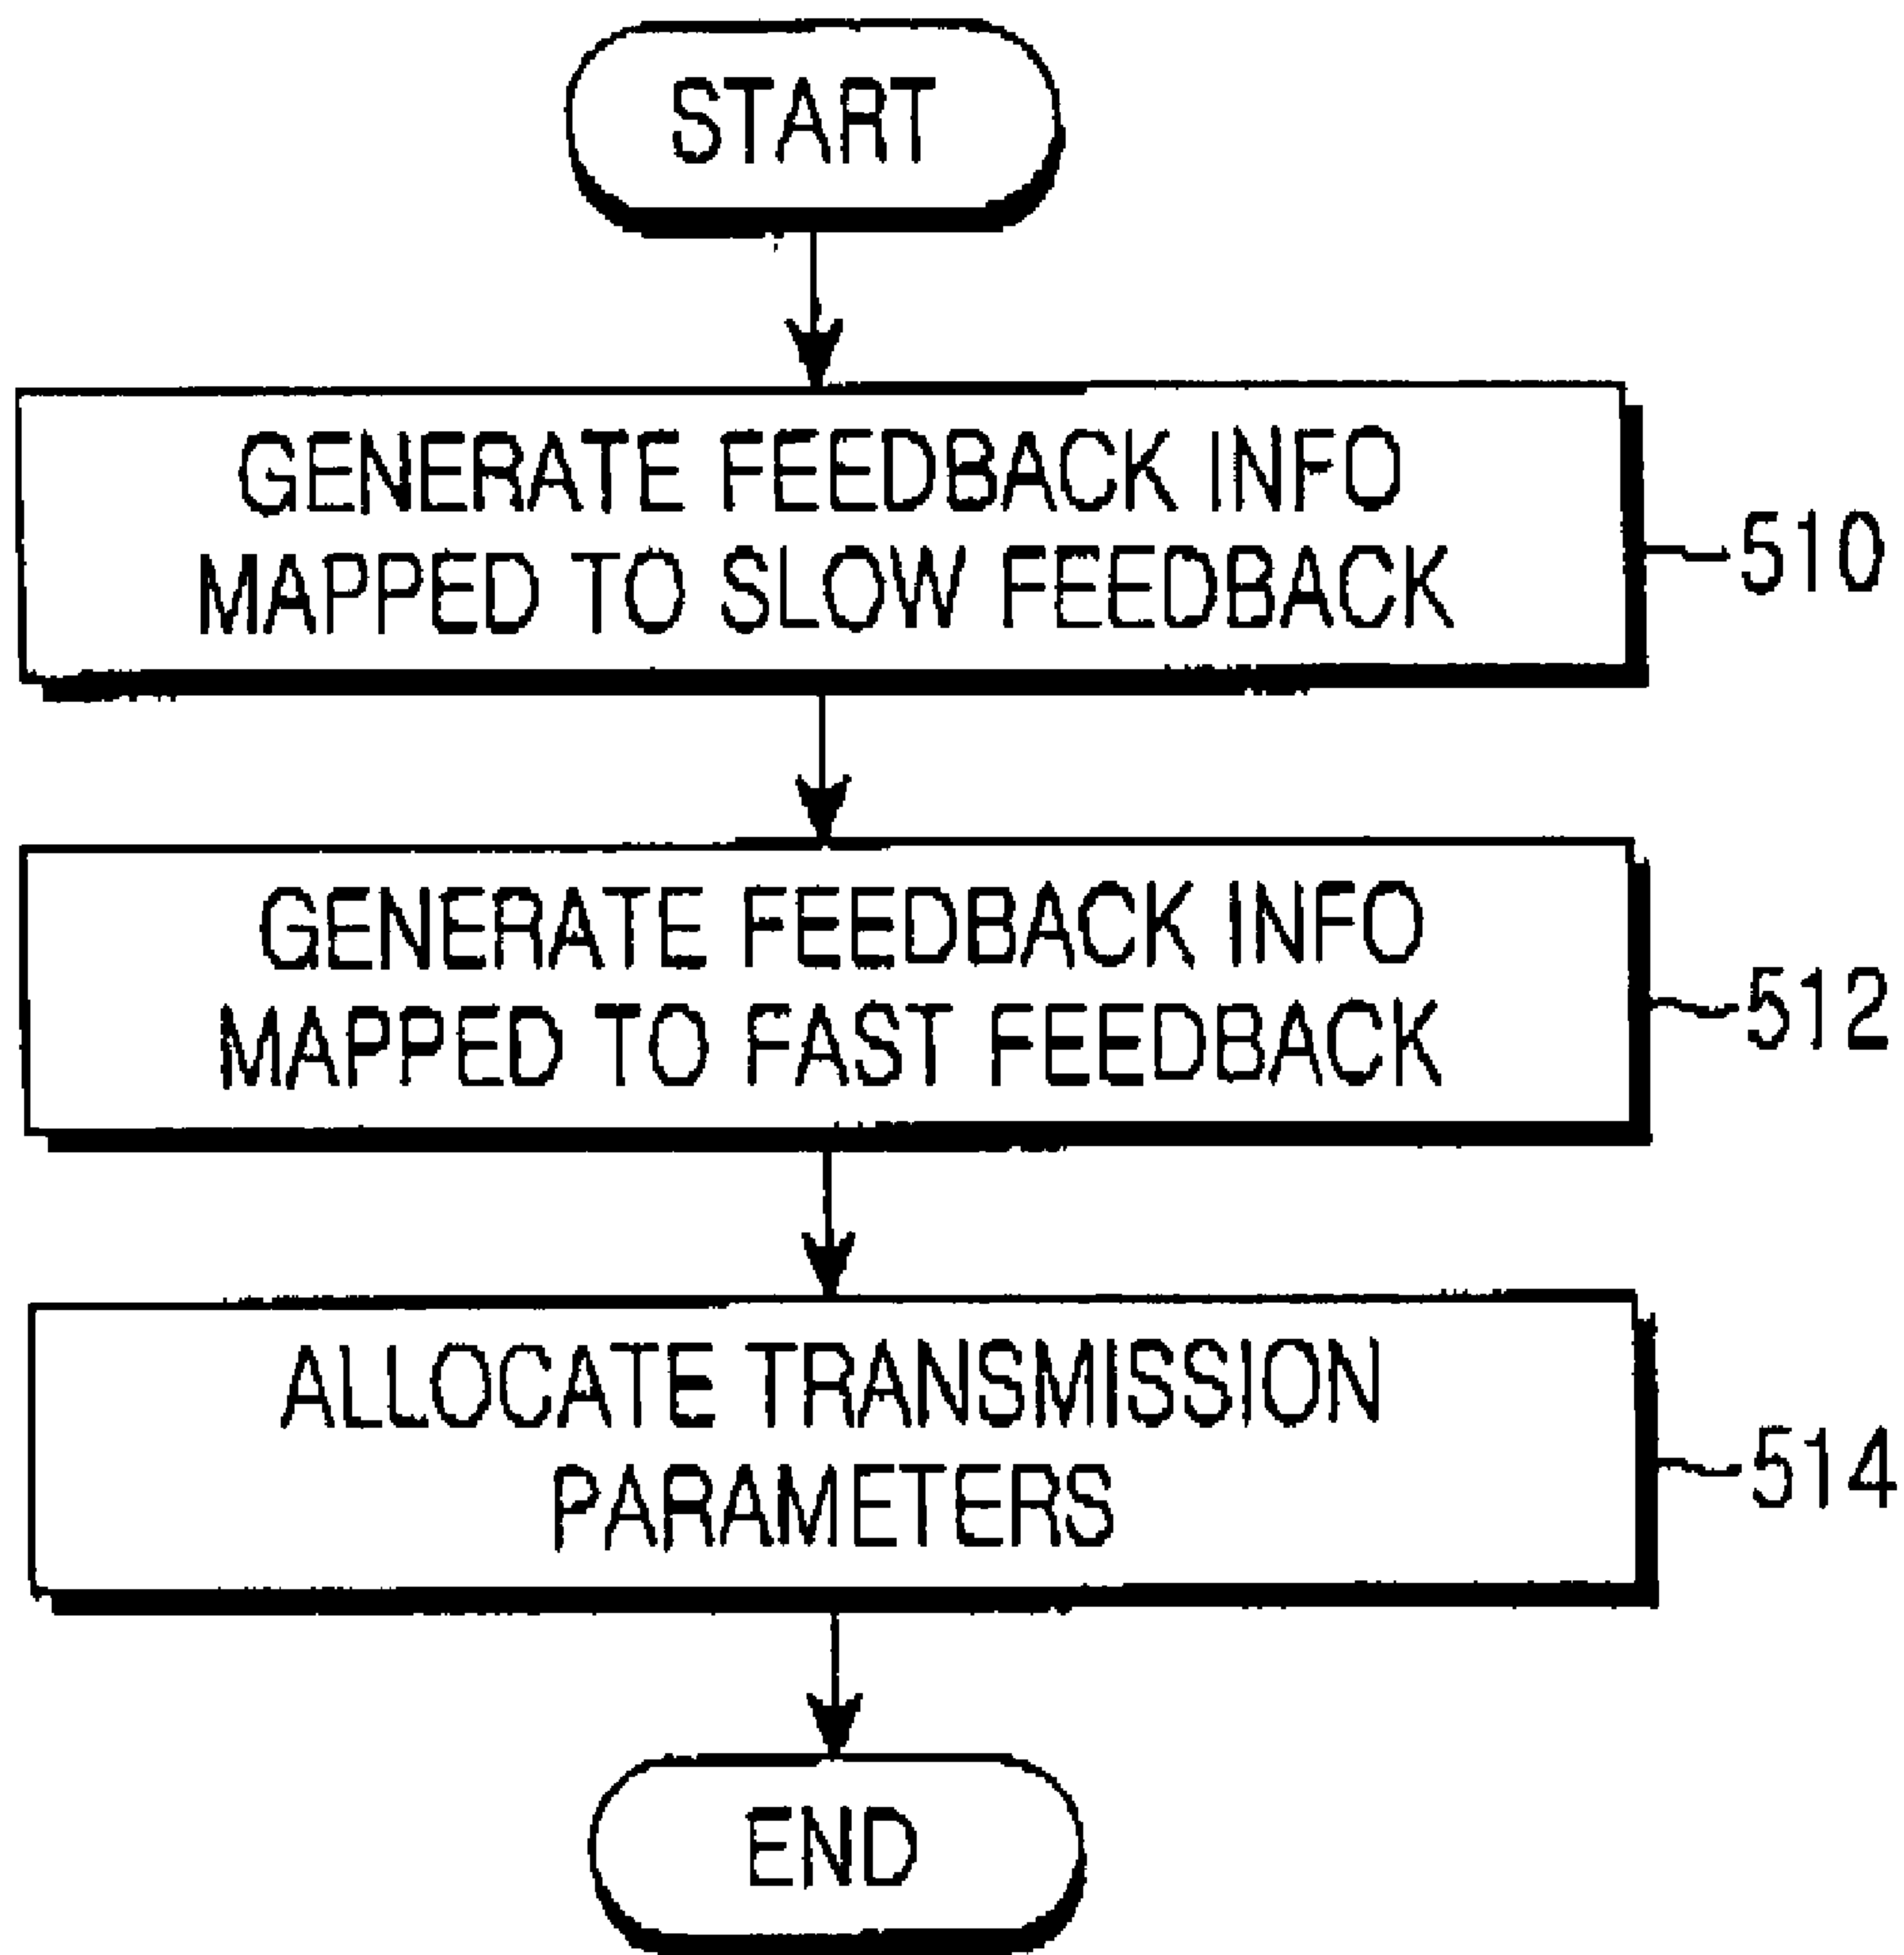 START
GENERATE FEEDBACK INFO
MAPPED TO SLOW FEEDBACK
510
GENERATE FEEDBACK INFO
MAPPED TO FAST FEEDBACK
512
ALLOCATE TRANSMISSION
PARAMETERS
514
END